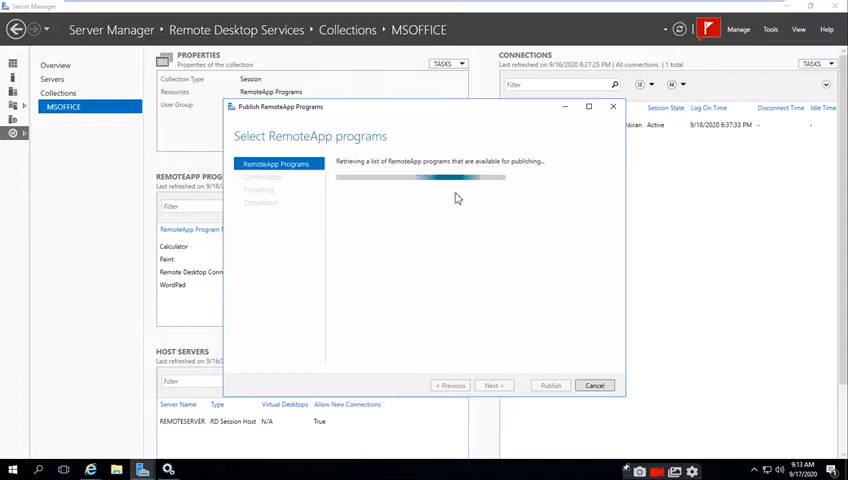 Server Manager
Server Manager › Remote Desktop Services › Collections › MSOFFICE
Manage Tools View Help
Overview
Servers
Collections
MSOFFICE
PROPERTIES
Properties of the collection
TASKS
Collection Type Session
Resources RemoteApp Programs
User Group
REMOTEAPP PROG
Last refreshed on 9/16/2
Filter
RemoteApp Program N
Calculator
Paint
Remote Desktop Conn
WordPad
HOST SERVERS
Last refreshed on 9/16/2
Filter
Server Name Type Virtual Desktops Allow New Connections
REMOTESERVER RD Session Host N/A True
CONNECTIONS
Last refreshed on 9/16/2020 8:27:25 PM | All connections | 1 total
TASKS
Filter
Session State Log On Time Disconnect Time Idle Time
\kiran Active 9/16/2020 6:37:33 PM - -
Publish RemoteApp Programs
Select RemoteApp programs
RemoteApp Programs
Confirmation
Publishing
Completion
Retrieving a list of RemoteApp programs that are available for publishing...
< Previous Next > Publish Cancel
9:13 AM
9/17/2020